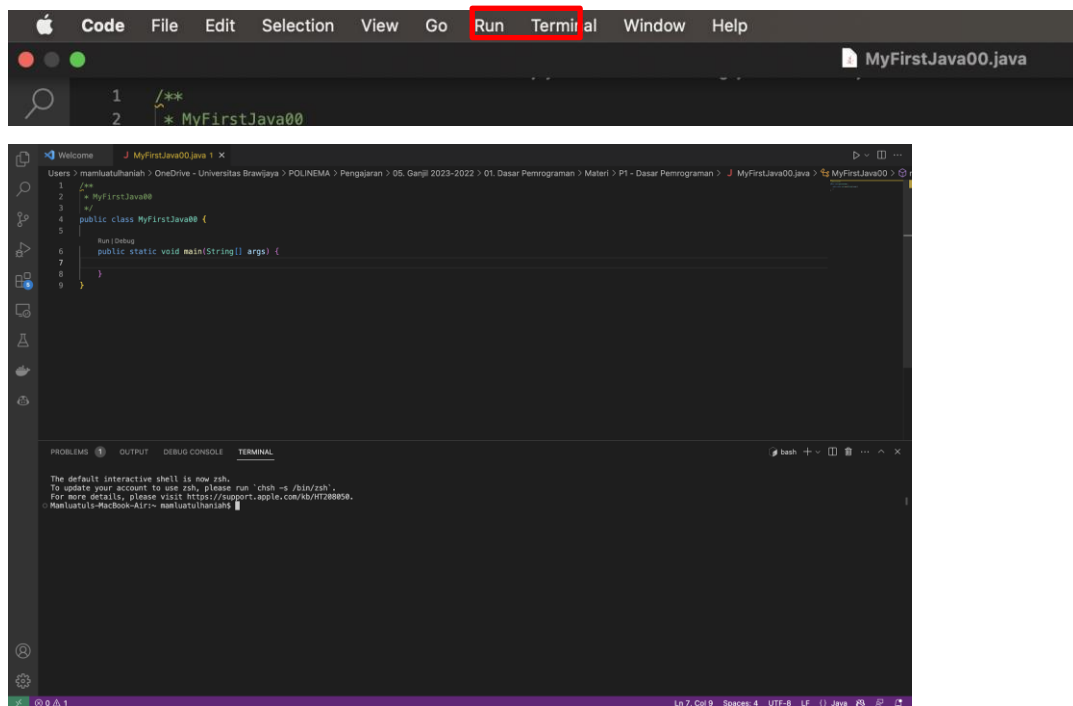 Code File Edit Selection View Go Run Terminal Window Help
MyFirstJava00.java
1 /**
2 * MyFirstJava00
Welcome J MyFirstJava00.java 1 ×
Users > mamluatulhaniah > OneDrive - Universitas Brawijaya > POLINEMA > Pengajaran > 05. Ganjil 2023-2022 > 01. Dasar Pemrograman > Materi > P1 - Dasar Pemrograman > J MyFirstJava00.java > MyFirstJava00 >
1 /**
2 * MyFirstJava00
3 */
4 public class MyFirstJava00 {
5
Run | Debug
6 public static void main(String[] args) {
7
8 }
9 }
PROBLEMS 1 OUTPUT DEBUG CONSOLE TERMINAL
bash
The default interactive shell is now zsh.
To update your account to use zsh, please run `chsh -s /bin/zsh`.
For more details, please visit https://support.apple.com/kb/HT208050.
Mamluatuls-MacBook-Air:~ mamluatulhaniah$
0 1 Ln 7, Col 9 Spaces: 4 UTF-8 LF {} Java